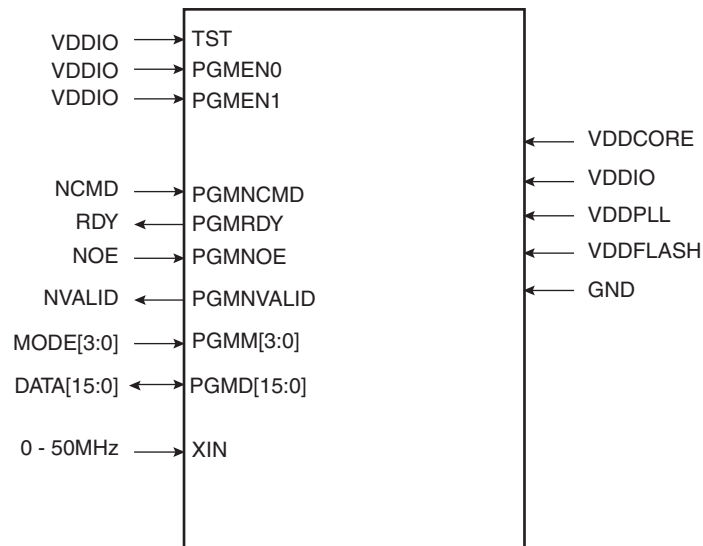 VDDIO TST
VDDIO PGMEN0
VDDIO PGMEN1
VDDCORE
VDDIO
NCMD PGMNCMD
RDY PGMRDY
VDDPLL
NOE PGMNOE
VDDFLASH
NVALID PGMNVALID
GND
MODE[3:0] PGMM[3:0]
DATA[15:0] PGMD[15:0]
0 - 50MHz XIN